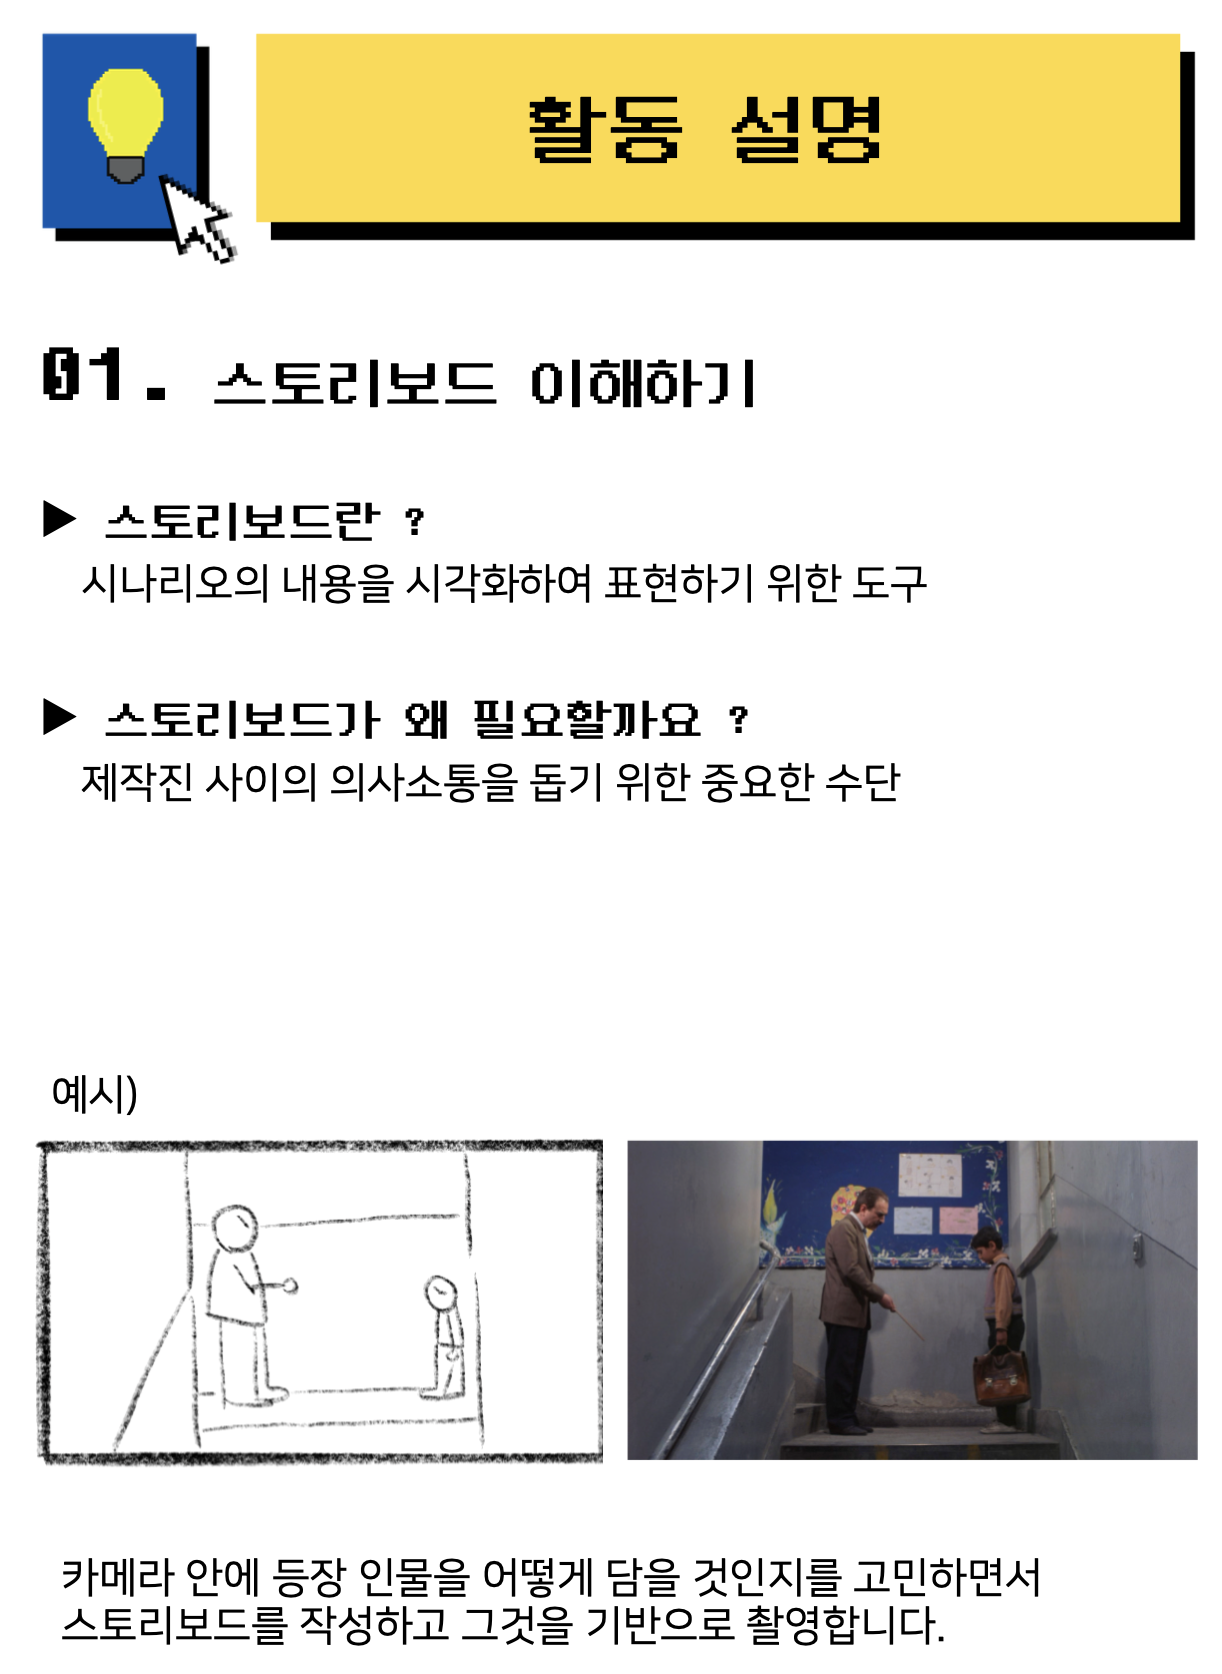 활동 설명
01. 스토리보드 이해하기
▶ 스토리보드란 ?
시나리오의 내용을 시각화하여 표현하기 위한 도구
▶ 스토리보드가 왜 필요할까요 ?
제작진 사이의 의사소통을 돕기 위한 중요한 수단
예시)
카메라 안에 등장 인물을 어떻게 담을 것인지를 고민하면서
스토리보드를 작성하고 그것을 기반으로 촬영합니다.